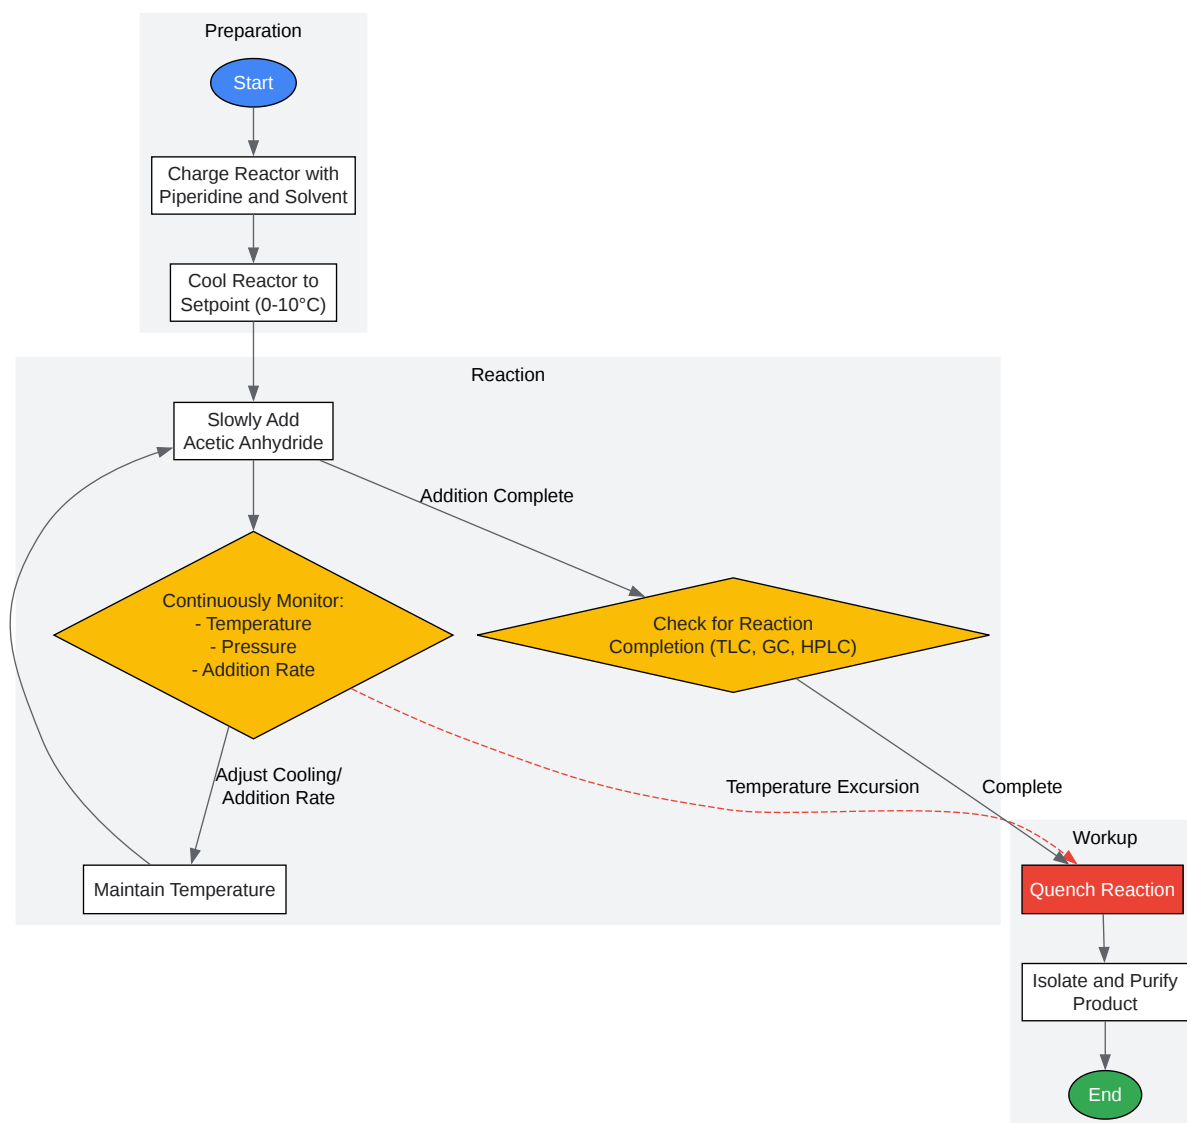 Preparation
Start
Charge Reactor with
Piperidine and Solvent
Cool Reactor to
Setpoint (0-10°C)
Reaction
Slowly Add
Acetic Anhydride
Addition Complete
Continuously Monitor:
- Temperature
- Pressure
- Addition Rate
Check for Reaction
Completion (TLC, GC, HPLC)
Adjust Cooling/
Addition Rate
Temperature Excursion
Complete
Maintain Temperature
Workup
Quench Reaction
Isolate and Purify
Product
End